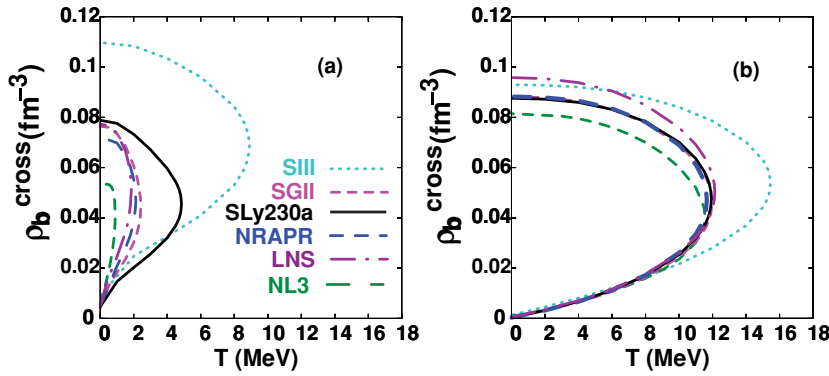 0.12
0.1
0.08
0.06
0.04
0.02
0
ρb cross (fm−3)
(a)
SIII
SGII
SLy230a
NRAPR
LNS
NL3
0 2 4 6 8 10 12 14 16 18
T (MeV)
0.12
0.1
0.08
0.06
0.04
0.02
0
ρb cross (fm−3)
(b)
0 2 4 6 8 10 12 14 16 18
T (MeV)